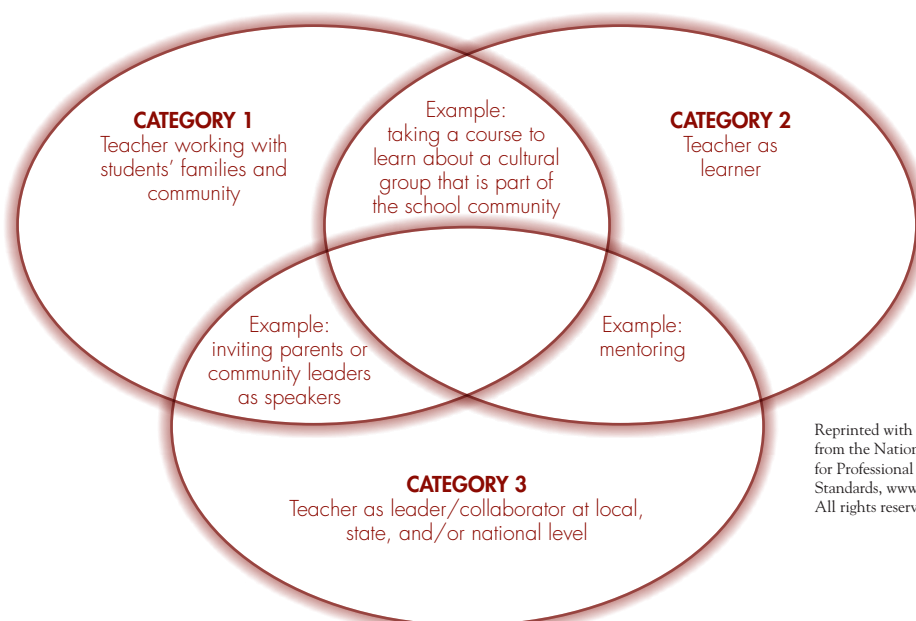 CATEGORY 1
Teacher working with
students’ families and
community
Example:
taking a course to
learn about a cultural
group that is part of
the school community
CATEGORY 2
Teacher as
learner
Example:
inviting parents or
community leaders
as speakers
Example:
mentoring
CATEGORY 3
Teacher as leader/collaborator at local,
state, and/or national level
Reprinted with
from the Nation
for Professional
Standards, www
All rights reserv